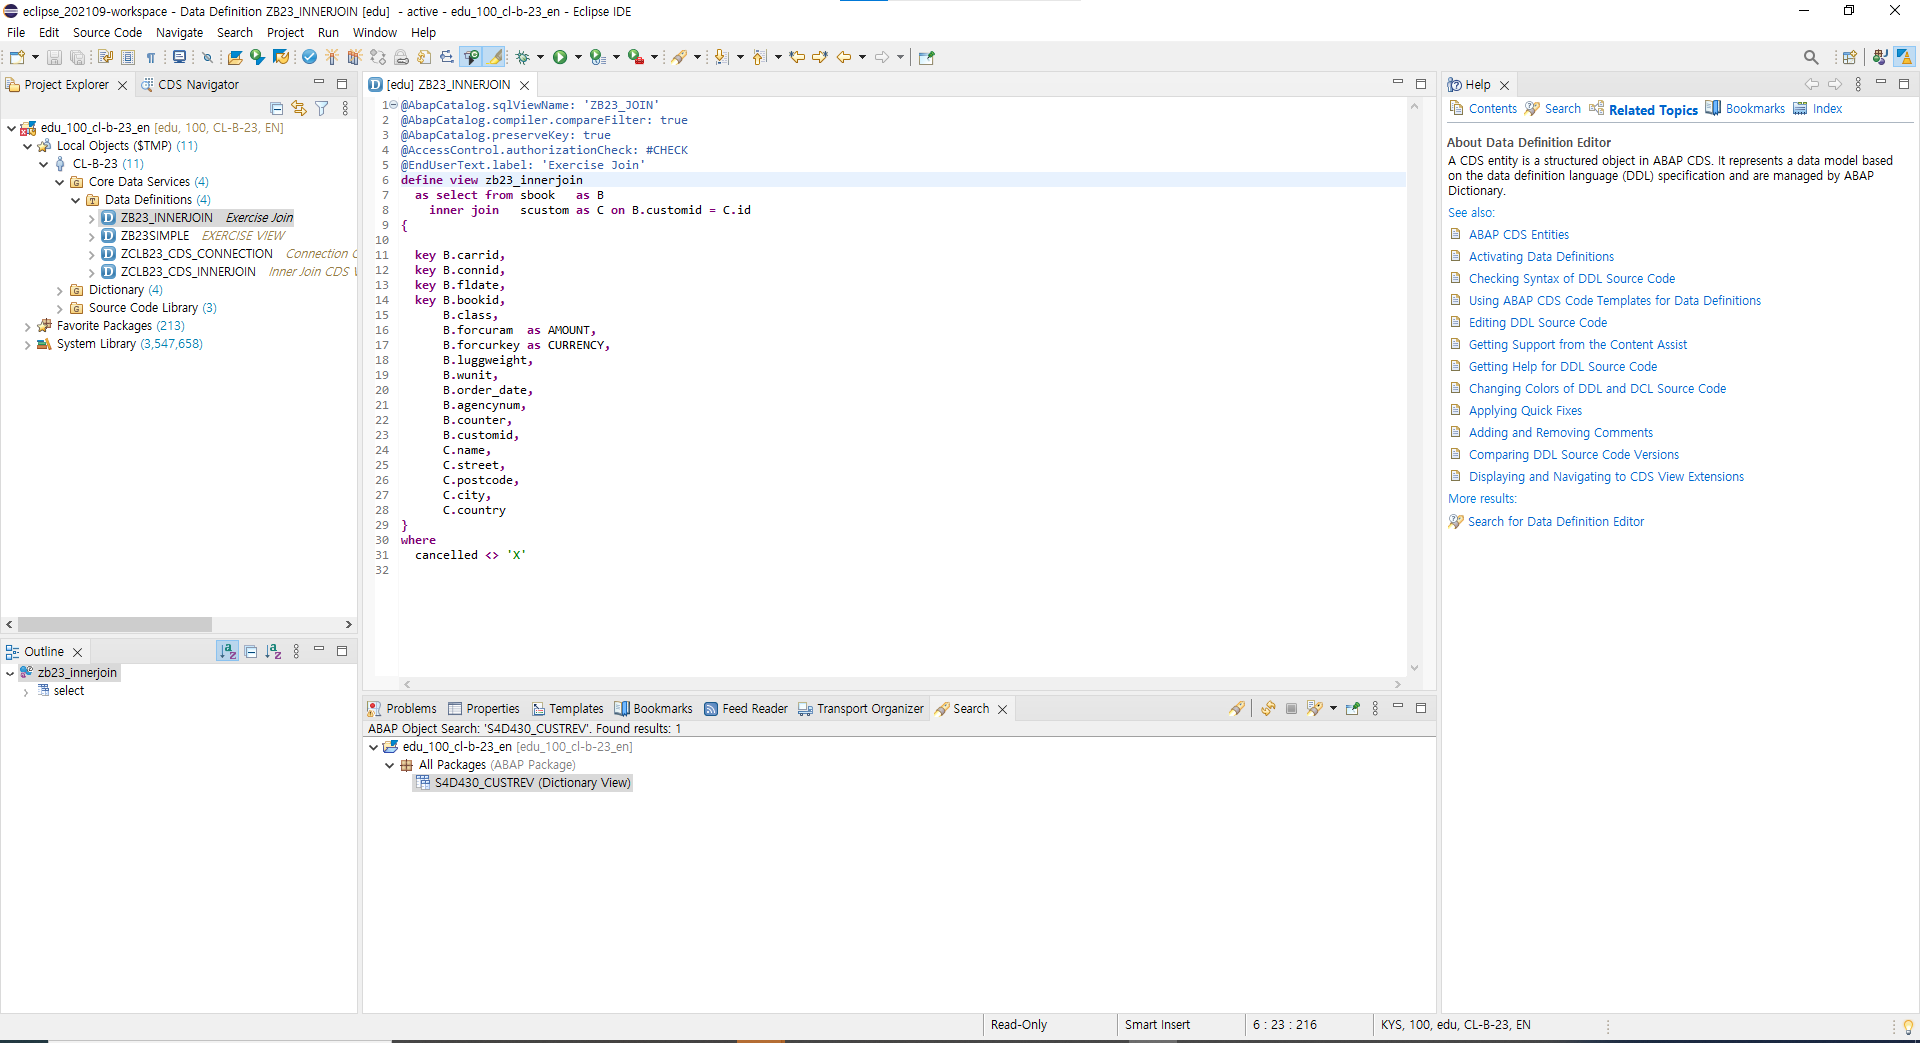 eclipse_202109-workspace - Data Definition ZB23_INNERJOIN [edu]  - active - edu_100_cl-b-23_en - Eclipse IDE
File Edit Source Code Navigate Search Project Run Window Help
Project Explorer
CDS Navigator
edu_100_cl-b-23_en [edu, 100, CL-B-23, EN]
Local Objects ($TMP) (11)
CL-B-23 (11)
Core Data Services (4)
Data Definitions (4)
ZB23_INNERJOIN Exercise Join
ZB23SIMPLE EXERCISE VIEW
ZCLB23_CDS_CONNECTION Connection C
ZCLB23_CDS_INNERJOIN Inner Join CDS V
Dictionary (4)
Source Code Library (3)
Favorite Packages (213)
System Library (3,547,658)
Outline
zb23_innerjoin
select
[edu] ZB23_INNERJOIN
1 @AbapCatalog.sqlViewName: 'ZB23_JOIN'
2 @AbapCatalog.compiler.compareFilter: true
3 @AbapCatalog.preserveKey: true
4 @AccessControl.authorizationCheck: #CHECK
5 @EndUserText.label: 'Exercise Join'
6 define view zb23_innerjoin
7   as select from sbook   as B
8     inner join   scustom as C on B.customid = C.id
9 {
10
11   key B.carrid,
12   key B.connid,
13   key B.fldate,
14   key B.bookid,
15       B.class,
16       B.forcuram  as AMOUNT,
17       B.forcurkey as CURRENCY,
18       B.luggweight,
19       B.wunit,
20       B.order_date,
21       B.agencynum,
22       B.counter,
23       B.customid,
24       C.name,
25       C.street,
26       C.postcode,
27       C.city,
28       C.country
29 }
30 where
31   cancelled <> 'X'
32
Problems Properties Templates Bookmarks Feed Reader Transport Organizer Search
ABAP Object Search: 'S4D430_CUSTREV'. Found results: 1
edu_100_cl-b-23_en [edu_100_cl-b-23_en]
All Packages (ABAP Package)
S4D430_CUSTREV (Dictionary View)
Help
Contents Search Related Topics Bookmarks Index
About Data Definition Editor
A CDS entity is a structured object in ABAP CDS. It represents a data model based
on the data definition language (DDL) specification and are managed by ABAP
Dictionary.
See also:
ABAP CDS Entities
Activating Data Definitions
Checking Syntax of DDL Source Code
Using ABAP CDS Code Templates for Data Definitions
Editing DDL Source Code
Getting Support from the Content Assist
Getting Help for DDL Source Code
Changing Colors of DDL and DCL Source Code
Applying Quick Fixes
Adding and Removing Comments
Comparing DDL Source Code Versions
Displaying and Navigating to CDS View Extensions
More results:
Search for Data Definition Editor
Read-Only
Smart Insert
6 : 23 : 216
KYS, 100, edu, CL-B-23, EN